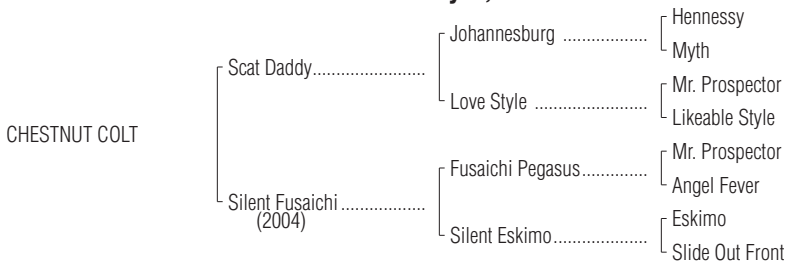 Hennessy
Johannesburg ..................
Myth
Scat Daddy........................
Mr. Prospector
Love Style ........................
Likeable Style
CHESTNUT COLT
Mr. Prospector
Fusaichi Pegasus..............
Angel Fever
Silent Fusaichi ..................
(2004)
Eskimo
Silent Eskimo....................
Slide Out Front